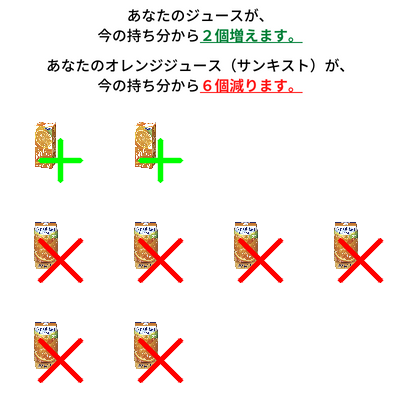 あなたのジュースが、
今の持ち分から２個増えます。
あなたのオレンジジュース（サンキスト）が、
今の持ち分から６個減ります。